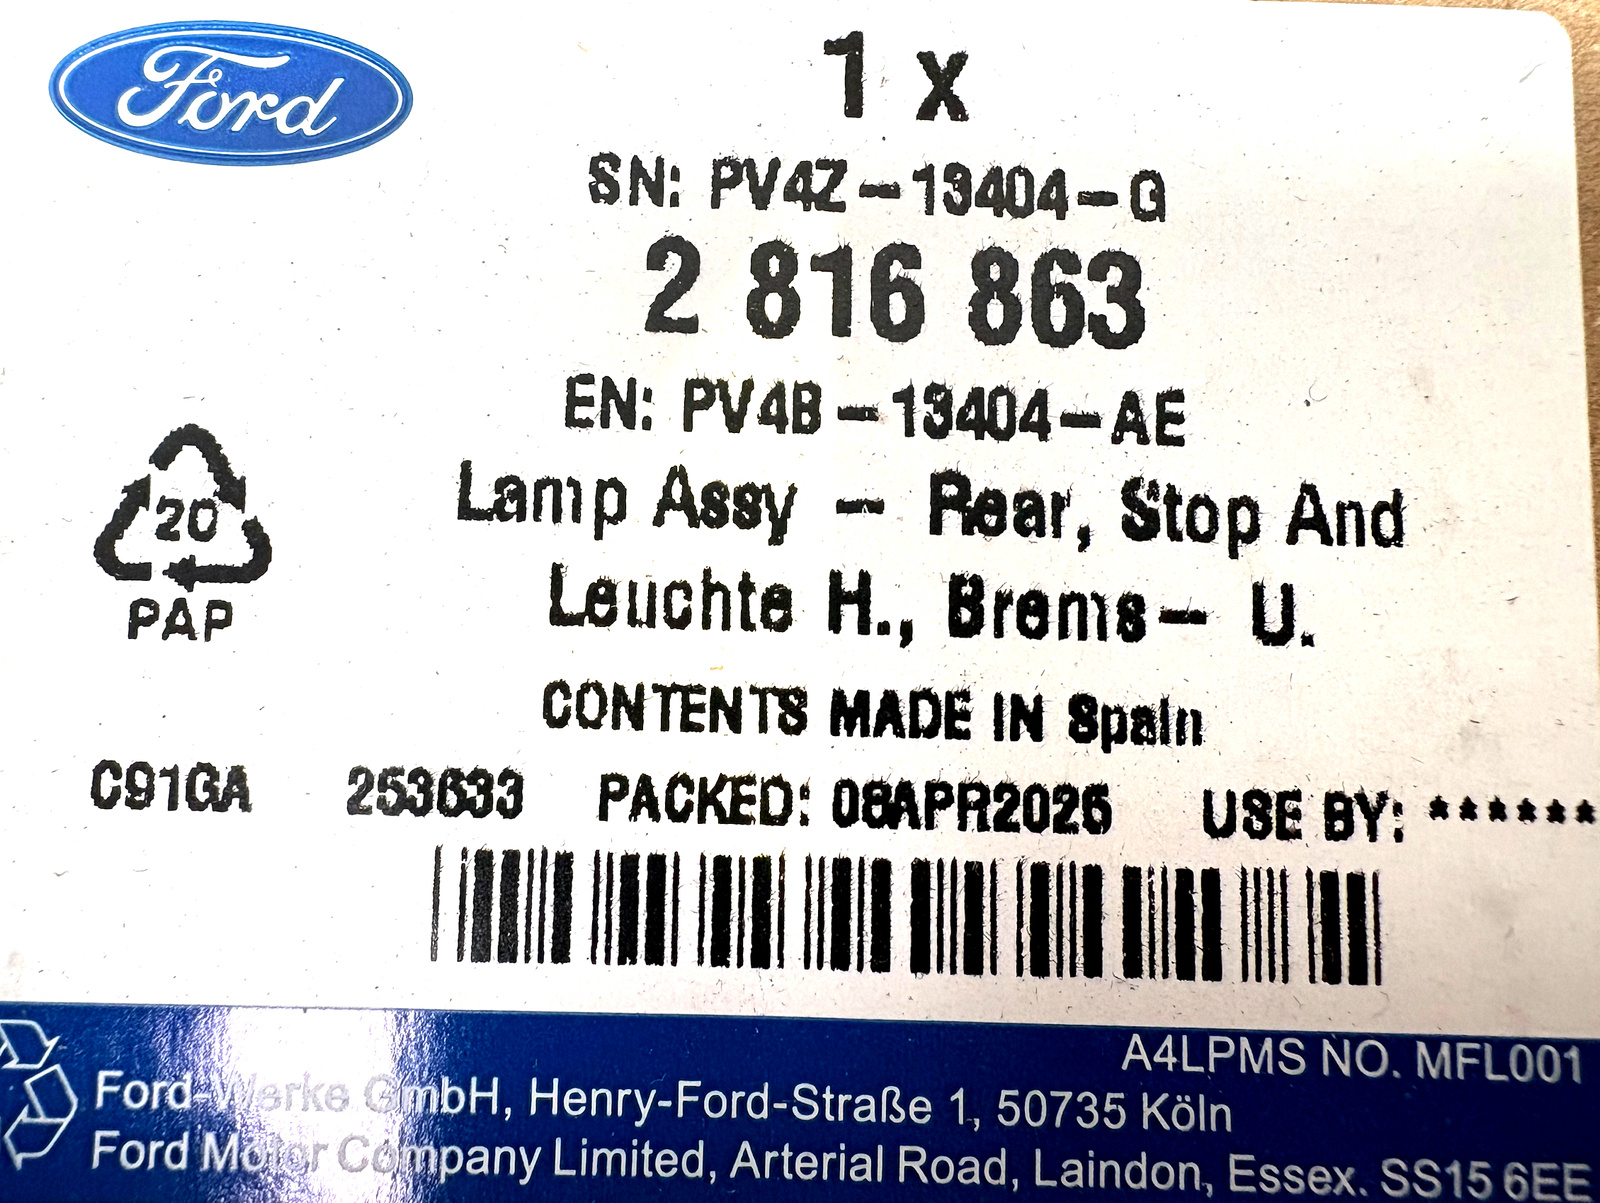 Ford
1 x
SN: PV4Z-13404-G
2 816 863
EN: PV4B-13404-AE
Lamp Assy - Rear, Stop And
Leuchte H., Brems- U.
20
PAP
CONTENTS MADE IN Spain
C91GA 253633 PACKED: 08APR2026 USE BY: ******
A4LPMS NO. MFL001
Ford-Werke GmbH, Henry-Ford-Straße 1, 50735 Köln
Ford Motor Company Limited, Arterial Road, Laindon, Essex. SS15 6EE